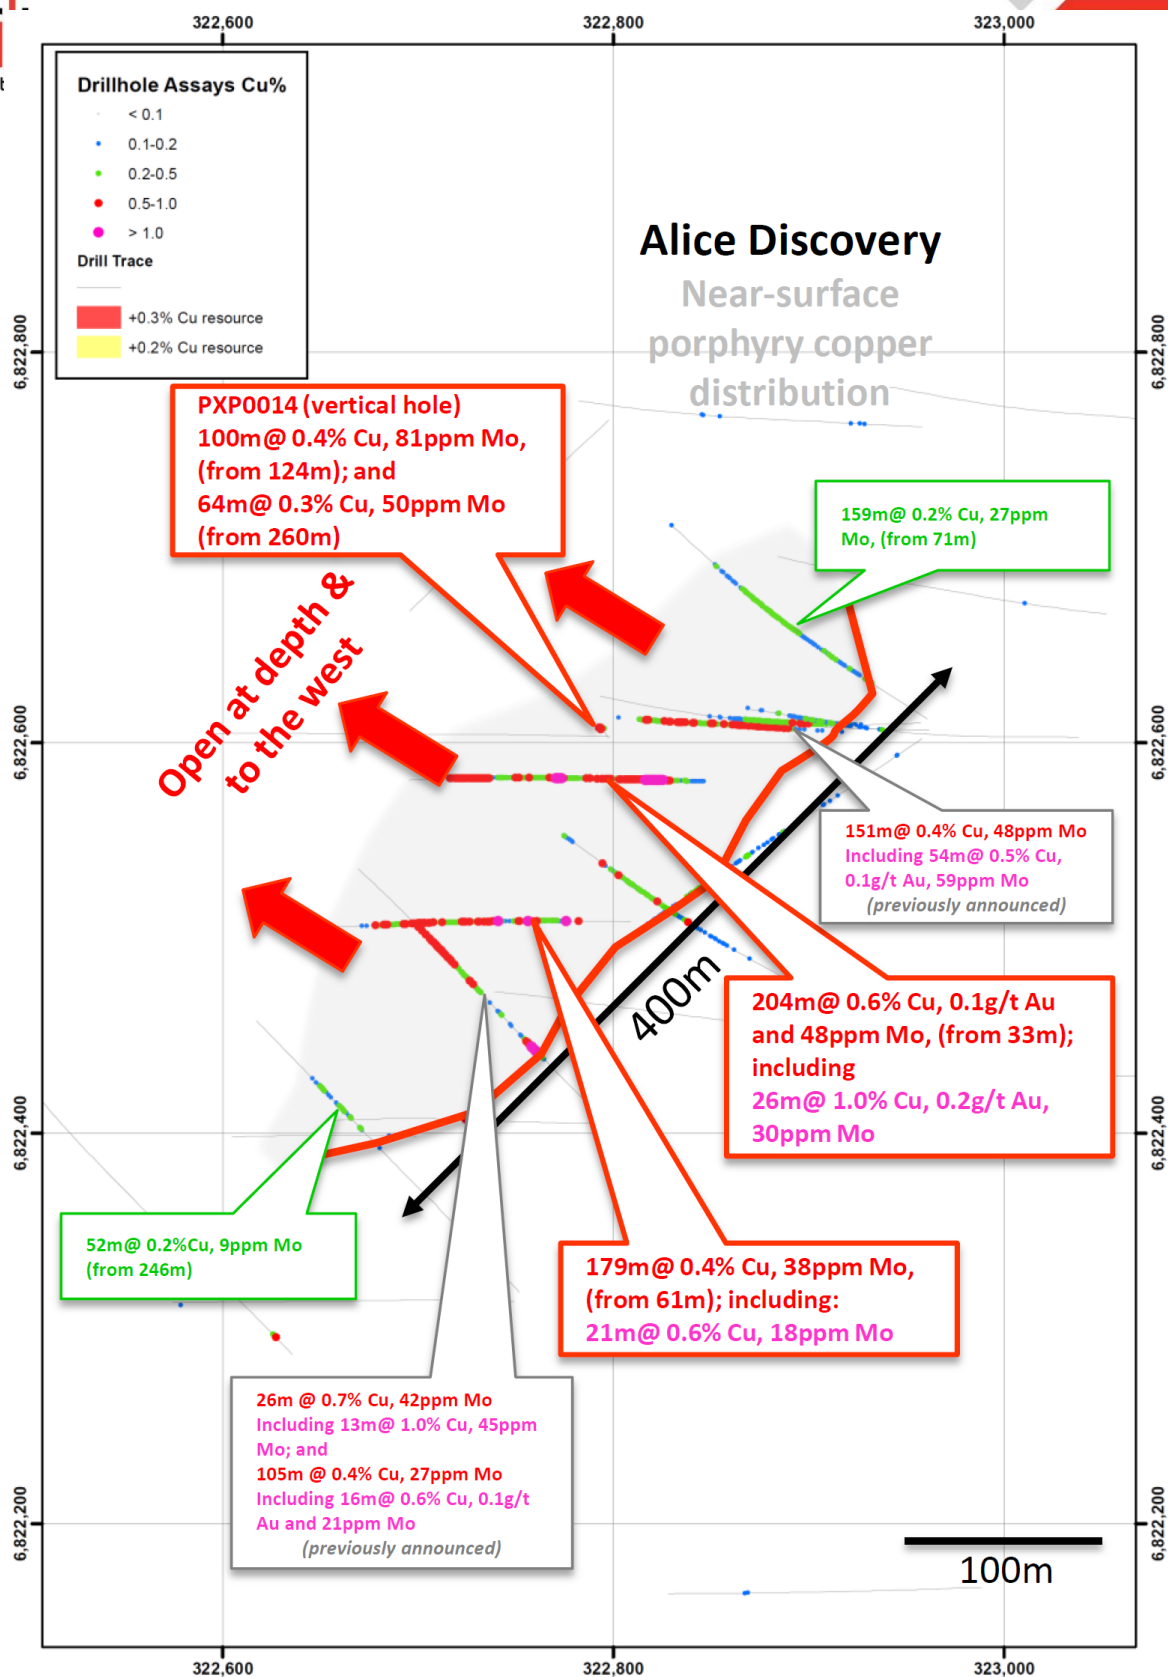 322,600
322,800
323,000
Drillhole Assays Cu%
< 0.1
0.1-0.2
0.2-0.5
0.5-1.0
> 1.0
Drill Trace
+0.3% Cu resource
+0.2% Cu resource
Alice Discovery
Near-surface
porphyry copper
distribution
6,822,800
6,822,800
PXP0014 (vertical hole)
100m@ 0.4% Cu, 81ppm Mo,
(from 124m); and
64m@ 0.3% Cu, 50ppm Mo
(from 260m)
159m@ 0.2% Cu, 27ppm
Mo, (from 71m)
Open at depth &
to the west
6,822,600
6,822,600
151m@ 0.4% Cu, 48ppm Mo
Including 54m@ 0.5% Cu,
0.1g/t Au, 59ppm Mo
(previously announced)
400m
204m@ 0.6% Cu, 0.1g/t Au
and 48ppm Mo, (from 33m);
including
26m@ 1.0% Cu, 0.2g/t Au,
30ppm Mo
6,822,400
6,822,400
52m@ 0.2%Cu, 9ppm Mo
(from 246m)
179m@ 0.4% Cu, 38ppm Mo,
(from 61m); including:
21m@ 0.6% Cu, 18ppm Mo
26m @ 0.7% Cu, 42ppm Mo
Including 13m@ 1.0% Cu, 45ppm
Mo; and
105m @ 0.4% Cu, 27ppm Mo
Including 16m@ 0.6% Cu, 0.1g/t
Au and 21ppm Mo
(previously announced)
6,822,200
6,822,200
100m
322,600
322,800
323,000